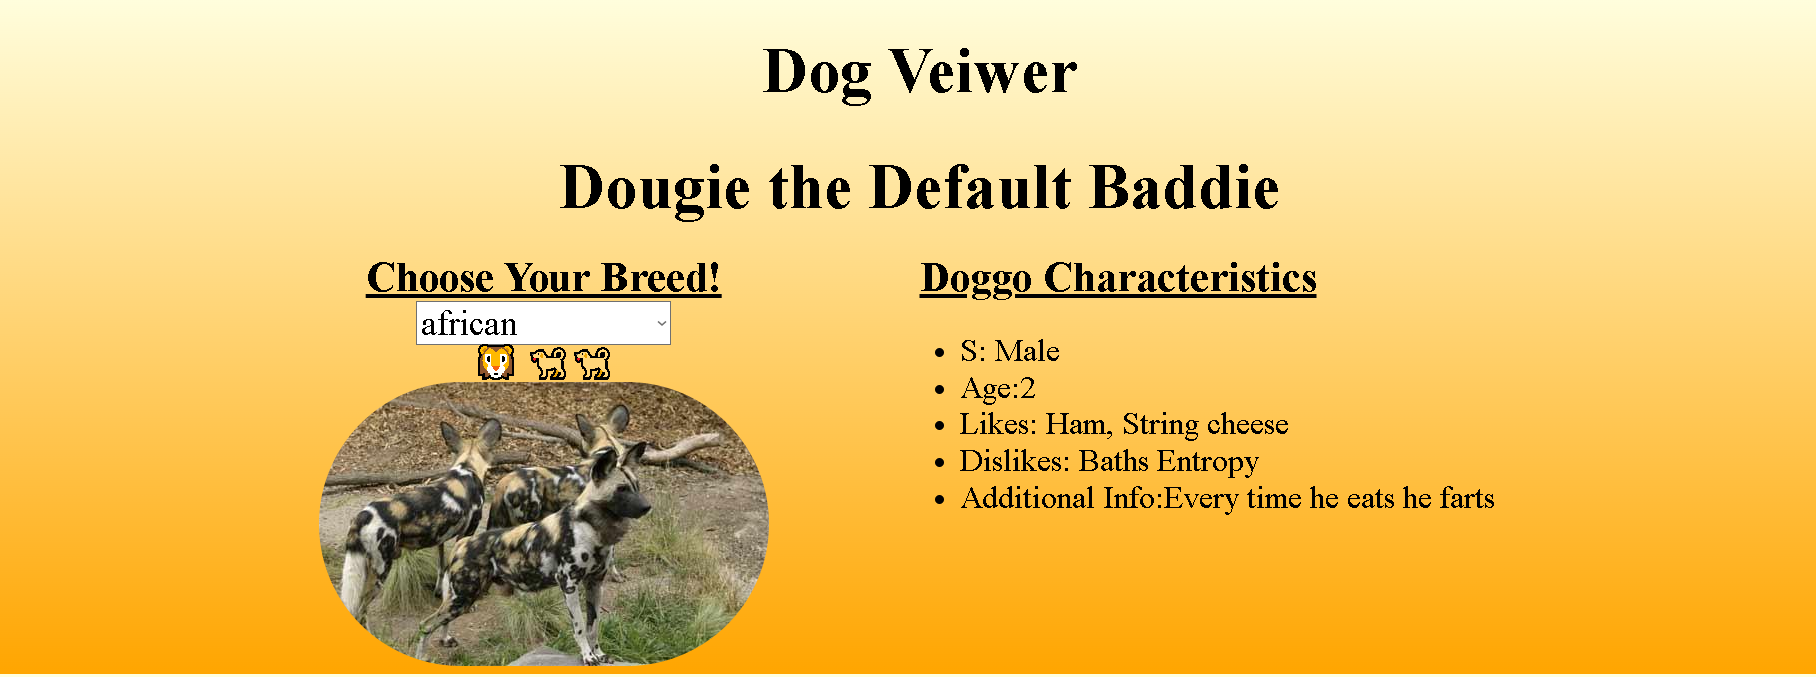 Dog Veiwer
Dougie the Default Baddie
Choose Your Breed!
african
Doggo Characteristics
S: Male
Age:2
Likes: Ham, String cheese
Dislikes: Baths Entropy
Additional Info:Every time he eats he farts